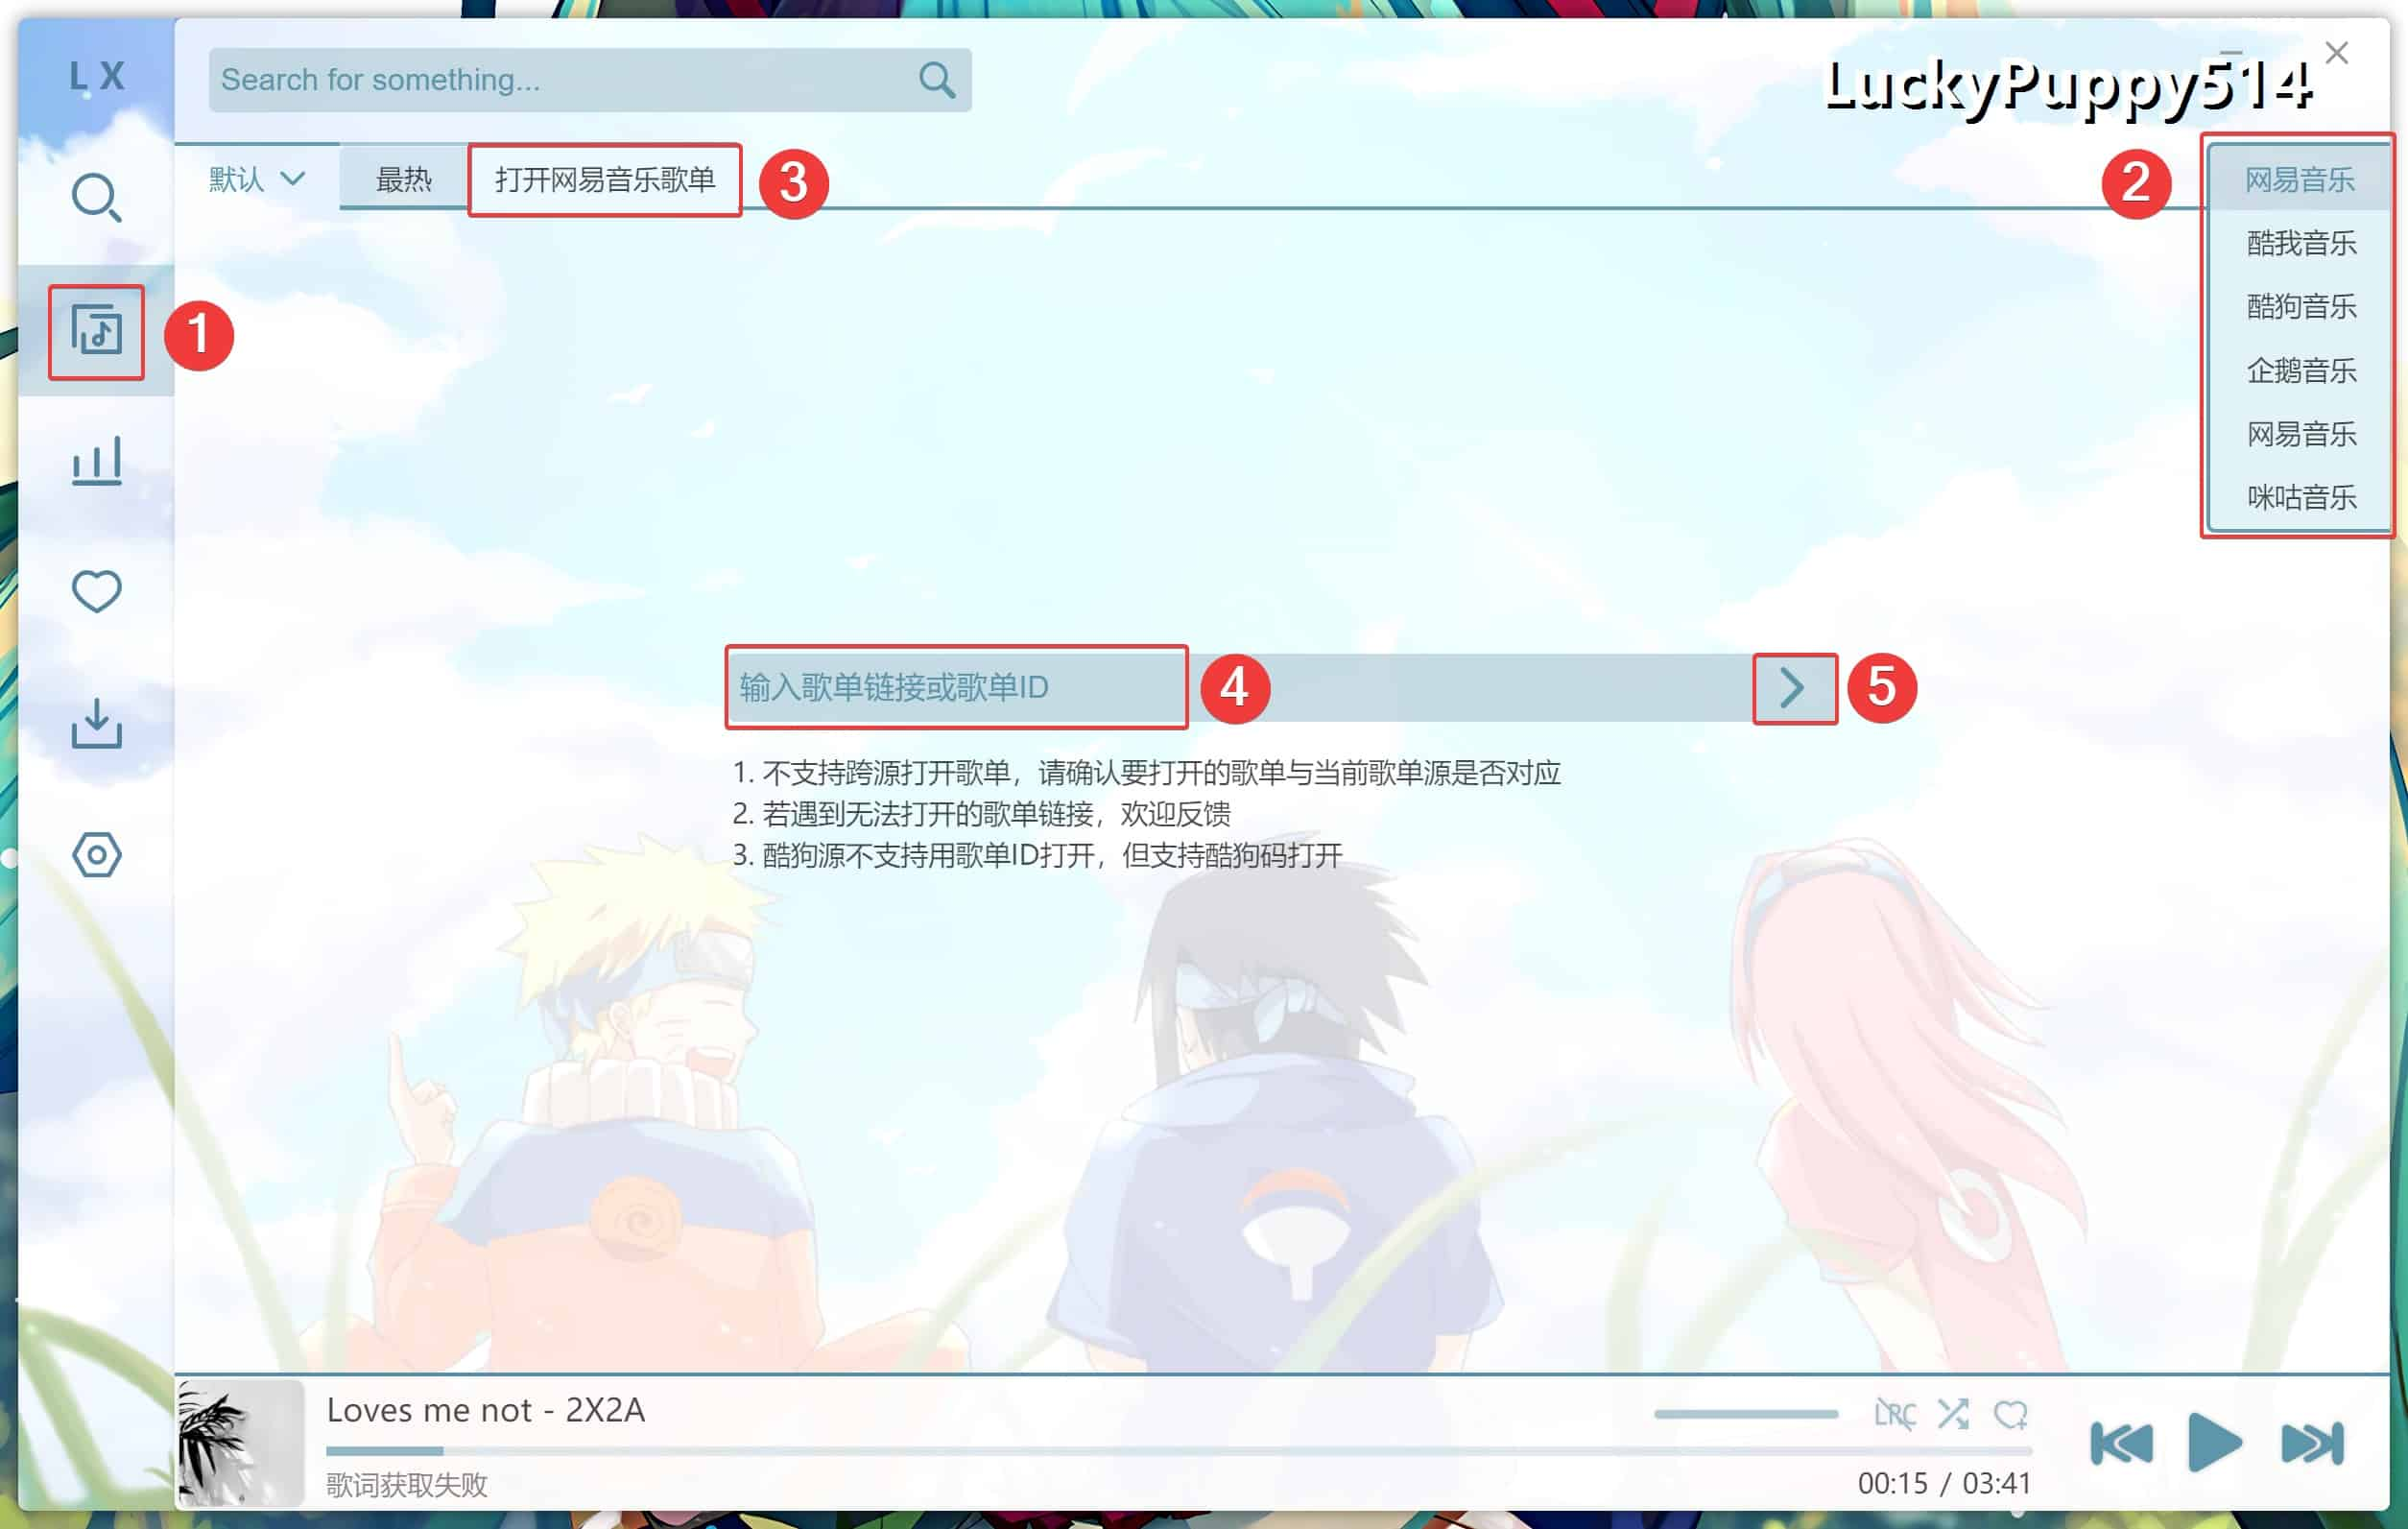 L X
Search for something...
LuckyPuppy514
默认
最热
打开网易音乐歌单
3
2
网易音乐
酷我音乐
酷狗音乐
企鹅音乐
网易音乐
咪咕音乐
1
输入歌单链接或歌单ID
4
5
1. 不支持跨源打开歌单，请确认要打开的歌单与当前歌单源是否对应
2. 若遇到无法打开的歌单链接，欢迎反馈
3. 酷狗源不支持用歌单ID打开，但支持酷狗码打开
Loves me not - 2X2A
LRC
歌词获取失败
00:15 / 03:41